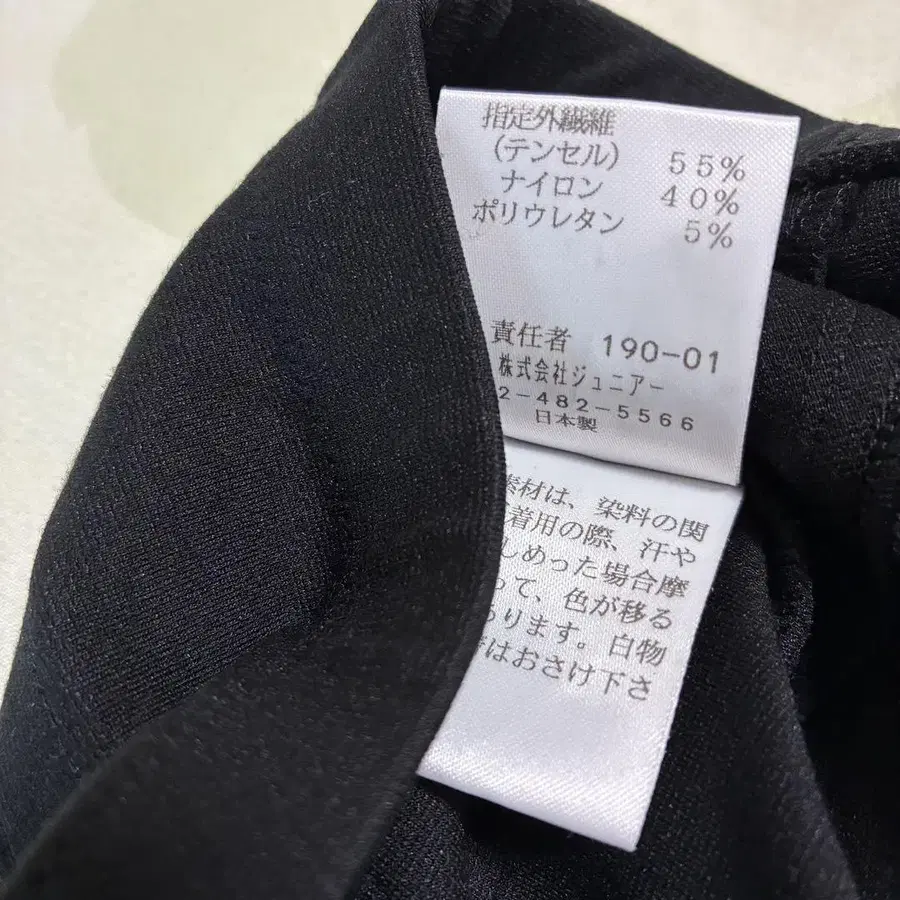 指定外繊維
(テンセル) 55%
ナイロン 40%
ポリウレタン 5%
責任者 190-01
株式会社ジュニアー
2-482-5566
日本製
素材は、染料の関
着用の際、汗や
しめった場合摩
って、色が移る
ります。白物
はおさけ下さ